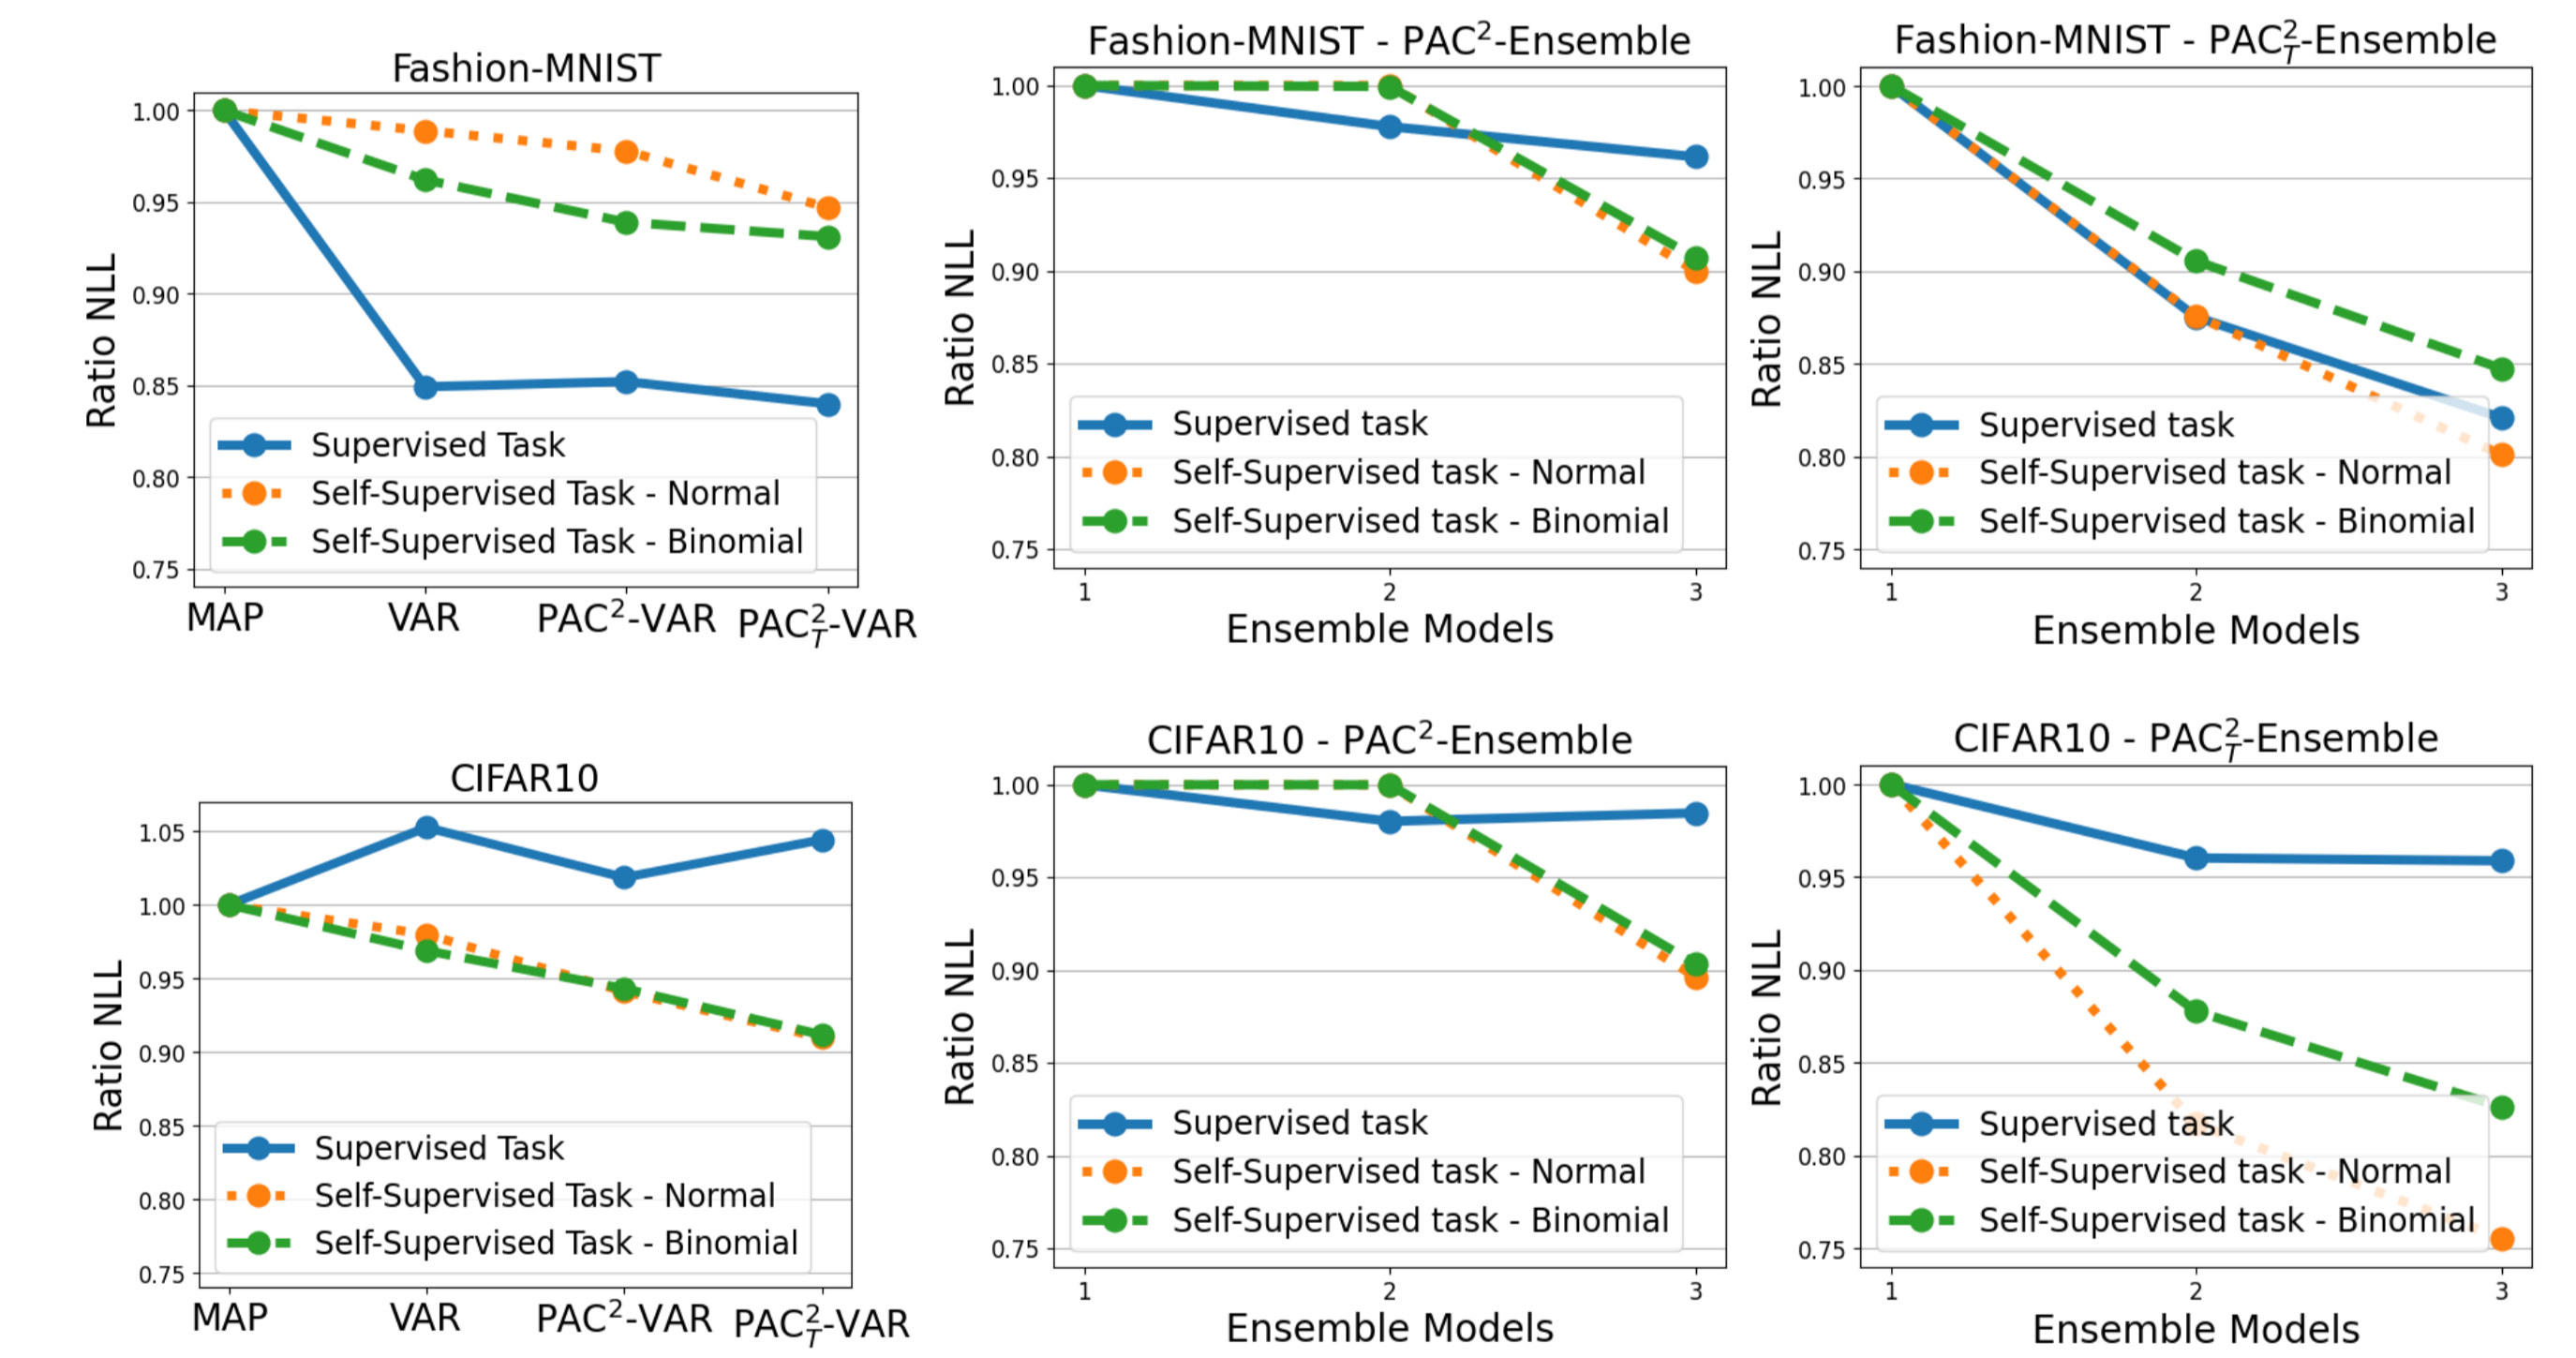 Fashion-MNIST
Ratio NLL
1.00
0.95
0.90
0.85
0.80
0.75
Supervised Task
Self-Supervised Task - Normal
Self-Supervised Task - Binomial
MAP VAR PAC²-VAR PAC²_T-VAR
Fashion-MNIST - PAC²-Ensemble
Ratio NLL
1.00
0.95
0.90
0.85
0.80
0.75
Supervised task
Self-Supervised task - Normal
Self-Supervised task - Binomial
1 2 3
Ensemble Models
Fashion-MNIST - PAC²_T-Ensemble
Ratio NLL
1.00
0.95
0.90
0.85
0.80
0.75
Supervised task
Self-Supervised task - Normal
Self-Supervised task - Binomial
1 2 3
Ensemble Models
CIFAR10
Ratio NLL
1.05
1.00
0.95
0.90
0.85
0.80
0.75
Supervised Task
Self-Supervised Task - Normal
Self-Supervised Task - Binomial
MAP VAR PAC²-VAR PAC²_T-VAR
CIFAR10 - PAC²-Ensemble
Ratio NLL
1.00
0.95
0.90
0.85
0.80
0.75
Supervised task
Self-Supervised task - Normal
Self-Supervised task - Binomial
1 2 3
Ensemble Models
CIFAR10 - PAC²_T-Ensemble
Ratio NLL
1.00
0.95
0.90
0.85
0.80
0.75
Supervised task
Self-Supervised task - Normal
Self-Supervised task - Binomial
1 2 3
Ensemble Models